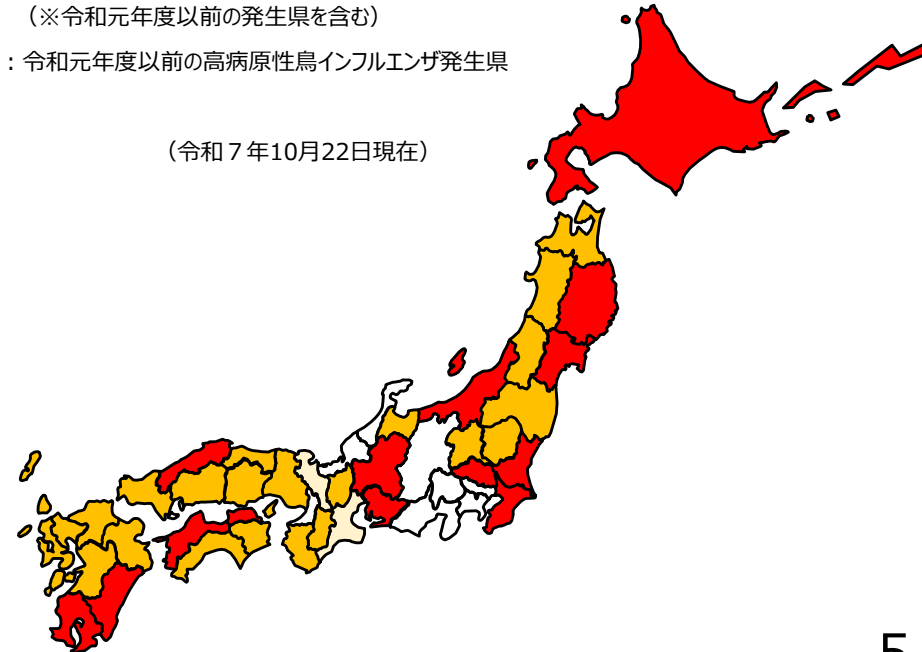 （※令和元年度以前の発生県を含む）
：令和元年度以前の高病原性鳥インフルエンザ発生県
（令和７年10月22日現在）
5